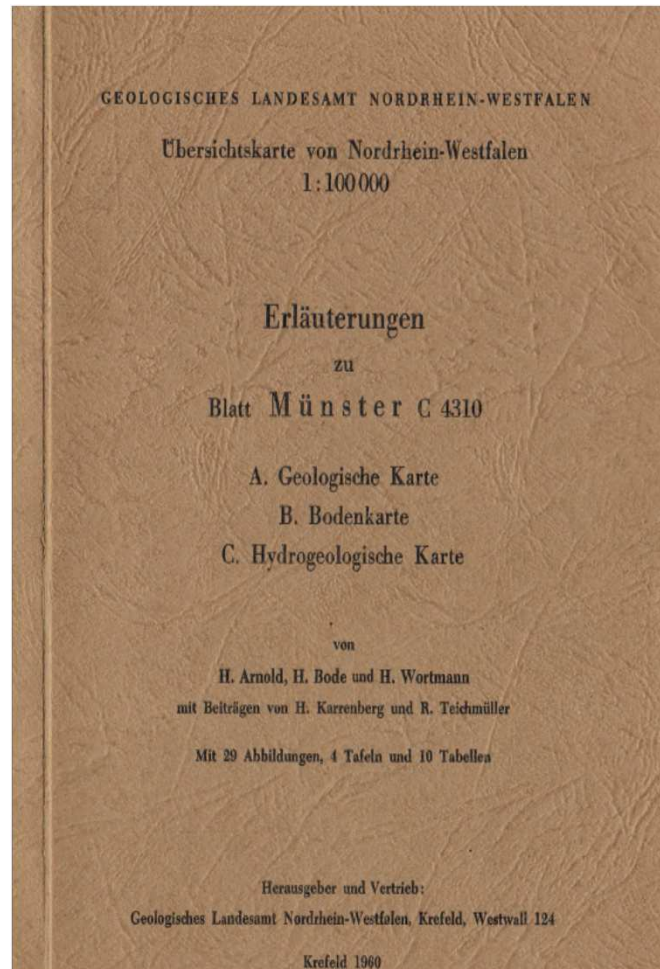 GEOLOGISCHES LANDESAMT NORDRHEIN-WESTFALEN
Übersichtskarte von Nordrhein-Westfalen
1:100000
Erläuterungen
zu
Blatt Münster C 4310
A. Geologische Karte
B. Bodenkarte
C. Hydrogeologische Karte
von
H. Arnold, H. Bode und H. Wortmann
mit Beiträgen von H. Karrenberg und R. Teichmüller
Mit 29 Abbildungen, 4 Tafeln und 10 Tabellen
Herausgeber und Vertrieb:
Geologisches Landesamt Nordrhein-Westfalen, Krefeld, Westwall 124
Krefeld 1960